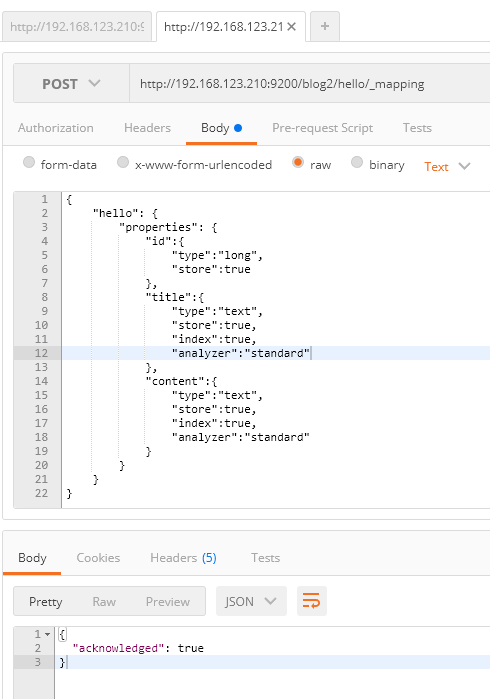 http://192.168.123.210:9 http://192.168.123.21 × +
POST http://192.168.123.210:9200/blog2/hello/_mapping
Authorization Headers Body Pre-request Script Tests
form-data x-www-form-urlencoded raw binary Text
1 {
2 "hello": {
3 "properties": {
4 "id":{
5 "type":"long",
6 "store":true
7 },
8 "title":{
9 "type":"text",
10 "store":true,
11 "index":true,
12 "analyzer":"standard"
13 },
14 "content":{
15 "type":"text",
16 "store":true,
17 "index":true,
18 "analyzer":"standard"
19 }
20 }
21 }
22 }
Body Cookies Headers (5) Tests
Pretty Raw Preview JSON
1 {
2 "acknowledged": true
3 }